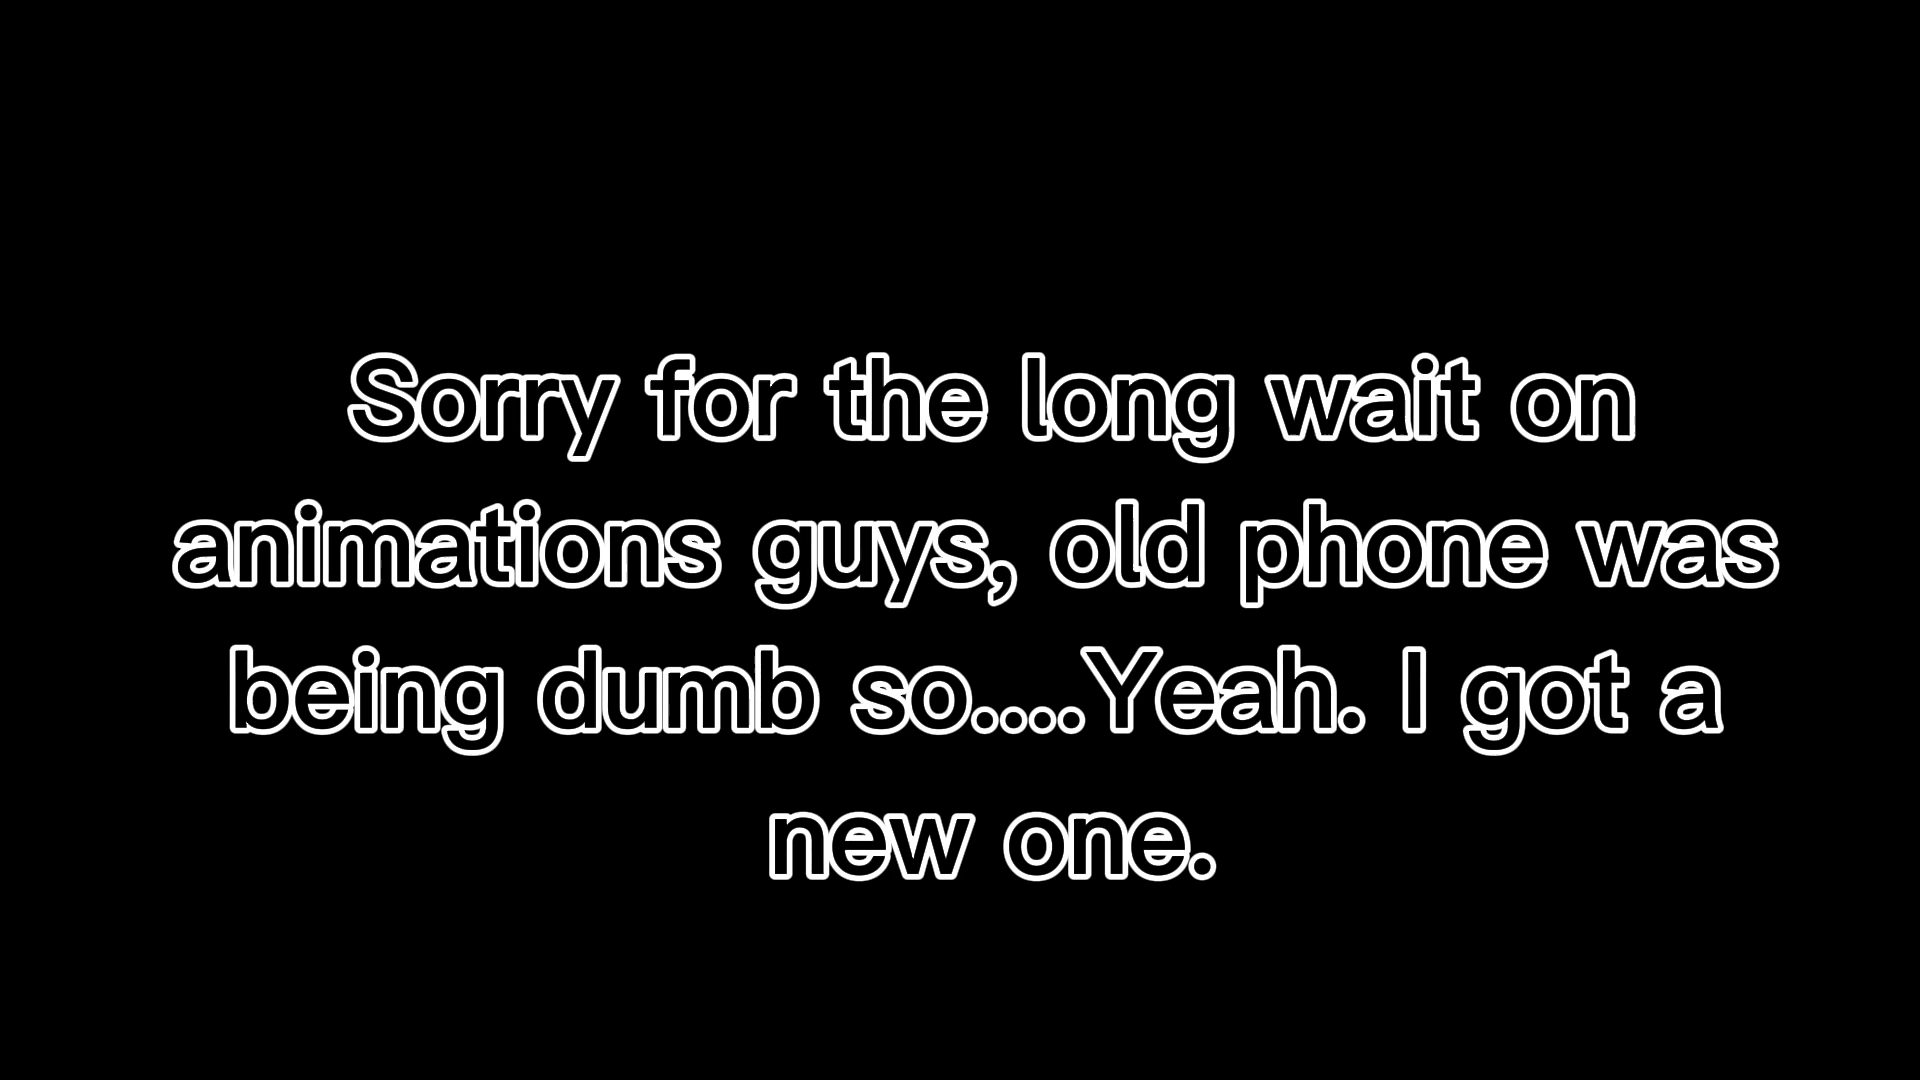 Sorry for the long wait on
animations guys, old phone was
being dumb so....Yeah. I got a
new one.